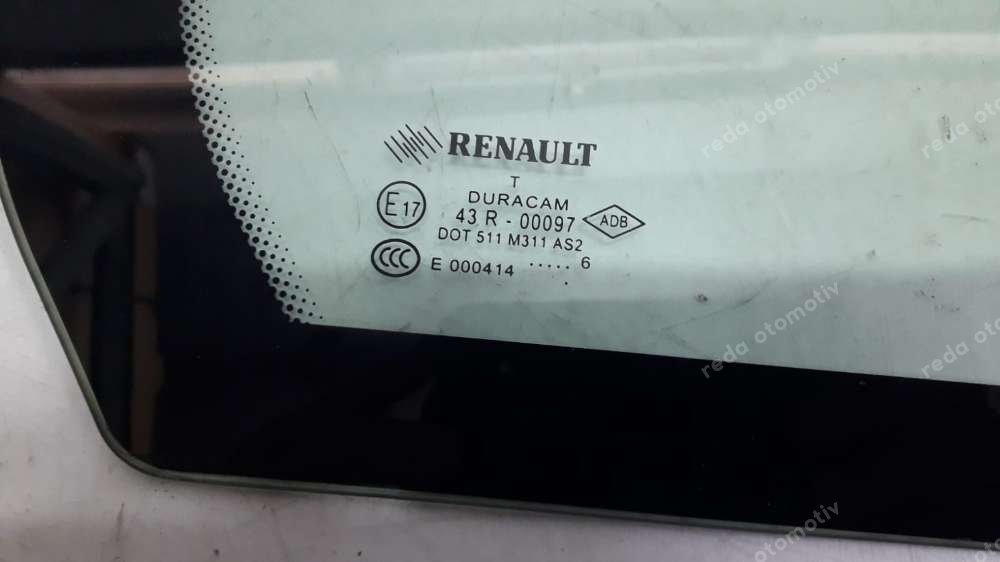 RENAULT
T
DURACAM
E17
43 R - 00097
ADB
DOT 511 M311 AS2
CCC
E 000414
..... 6
.
reda otomotiv
reda otomotiv
reda otomotiv
reda otomotiv
reda otomotiv